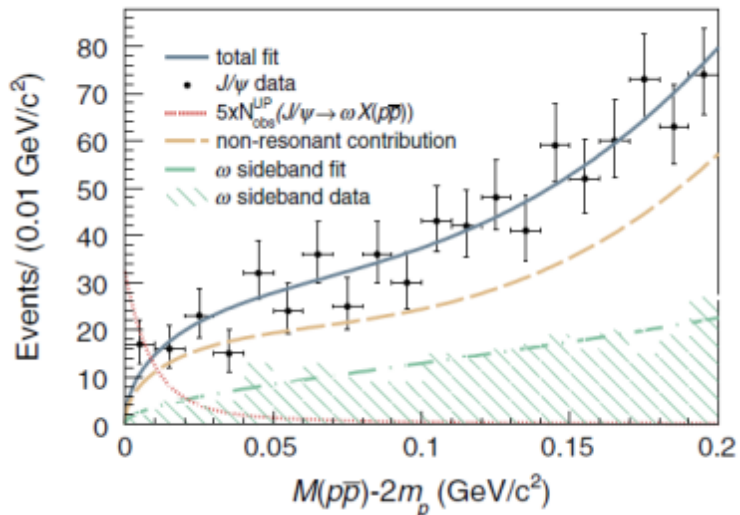 total fit
J/ψ data
5xN^UP_obs(J/ψ→ ω X(pp̅))
non-resonant contribution
ω sideband fit
ω sideband data
Events/ (0.01 GeV/c²)
80
70
60
50
40
30
20
10
0
0 0.05 0.1 0.15 0.2
M(pp̅)-2m_p (GeV/c²)